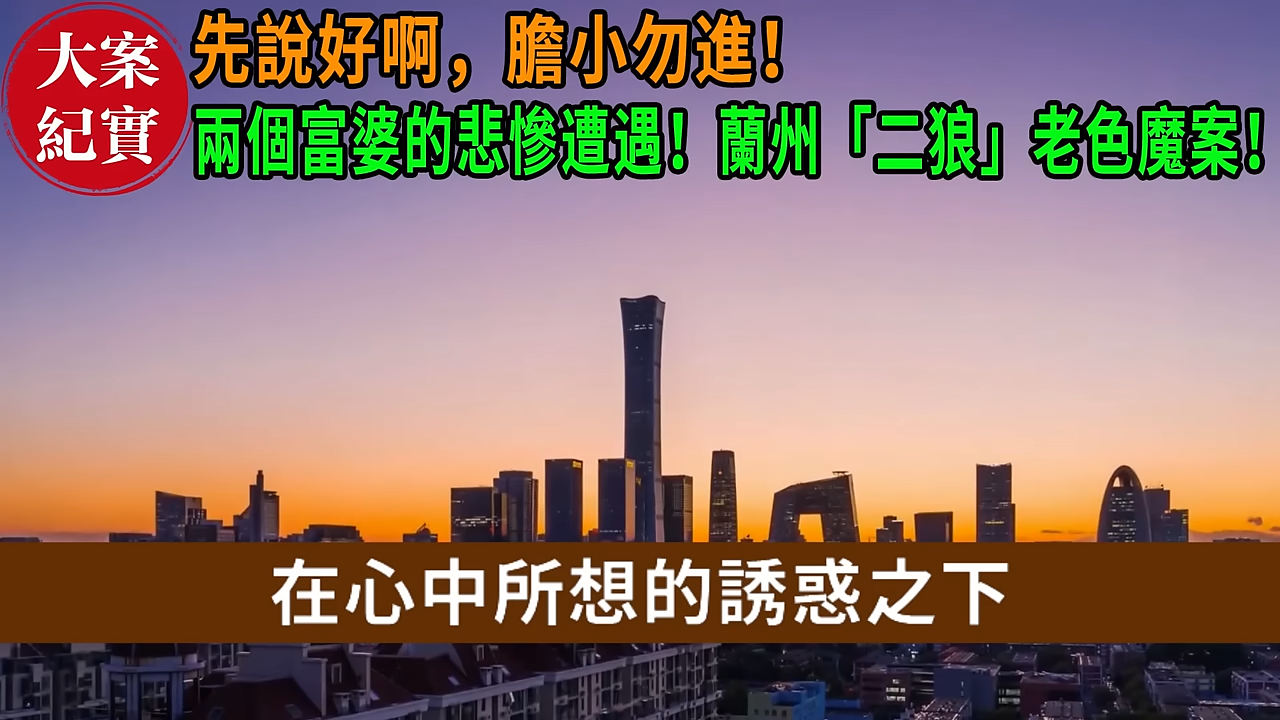 大案
紀實
先說好啊，膽小勿進！
兩個富婆的悲慘遭遇！蘭州「二狼」老色魔案！
在心中所想的誘惑之下